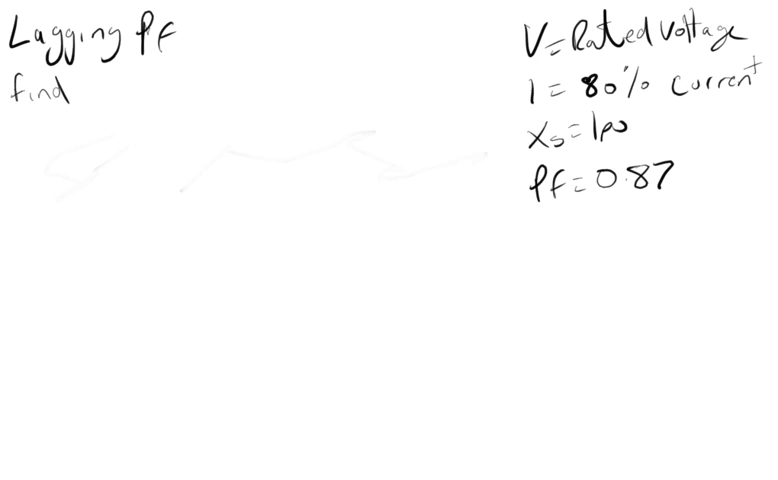 Lagging Pf
find
V = Rated Voltage
I = 80% current
Xs = 1pu
Pf = 0.87